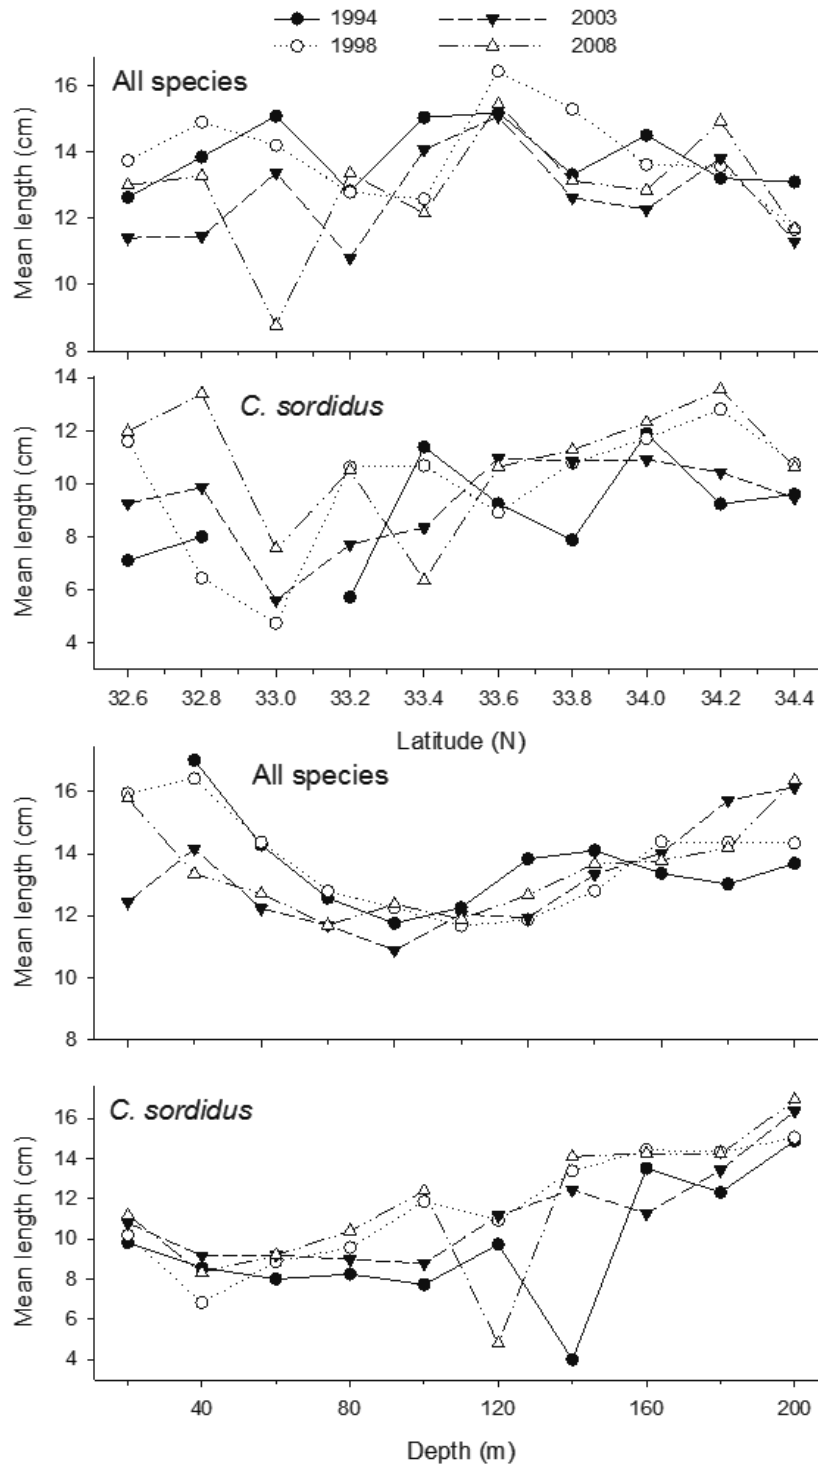 1994
2003
1998
2008
All species
Mean length (cm)
16
14
12
10
8
C. sordidus
Mean length (cm)
14
12
10
8
6
4
32.6 32.8 33.0 33.2 33.4 33.6 33.8 34.0 34.2 34.4
Latitude (N)
All species
Mean length (cm)
16
14
12
10
8
C. sordidus
Mean length (cm)
16
14
12
10
8
6
4
40 80 120 160 200
Depth (m)